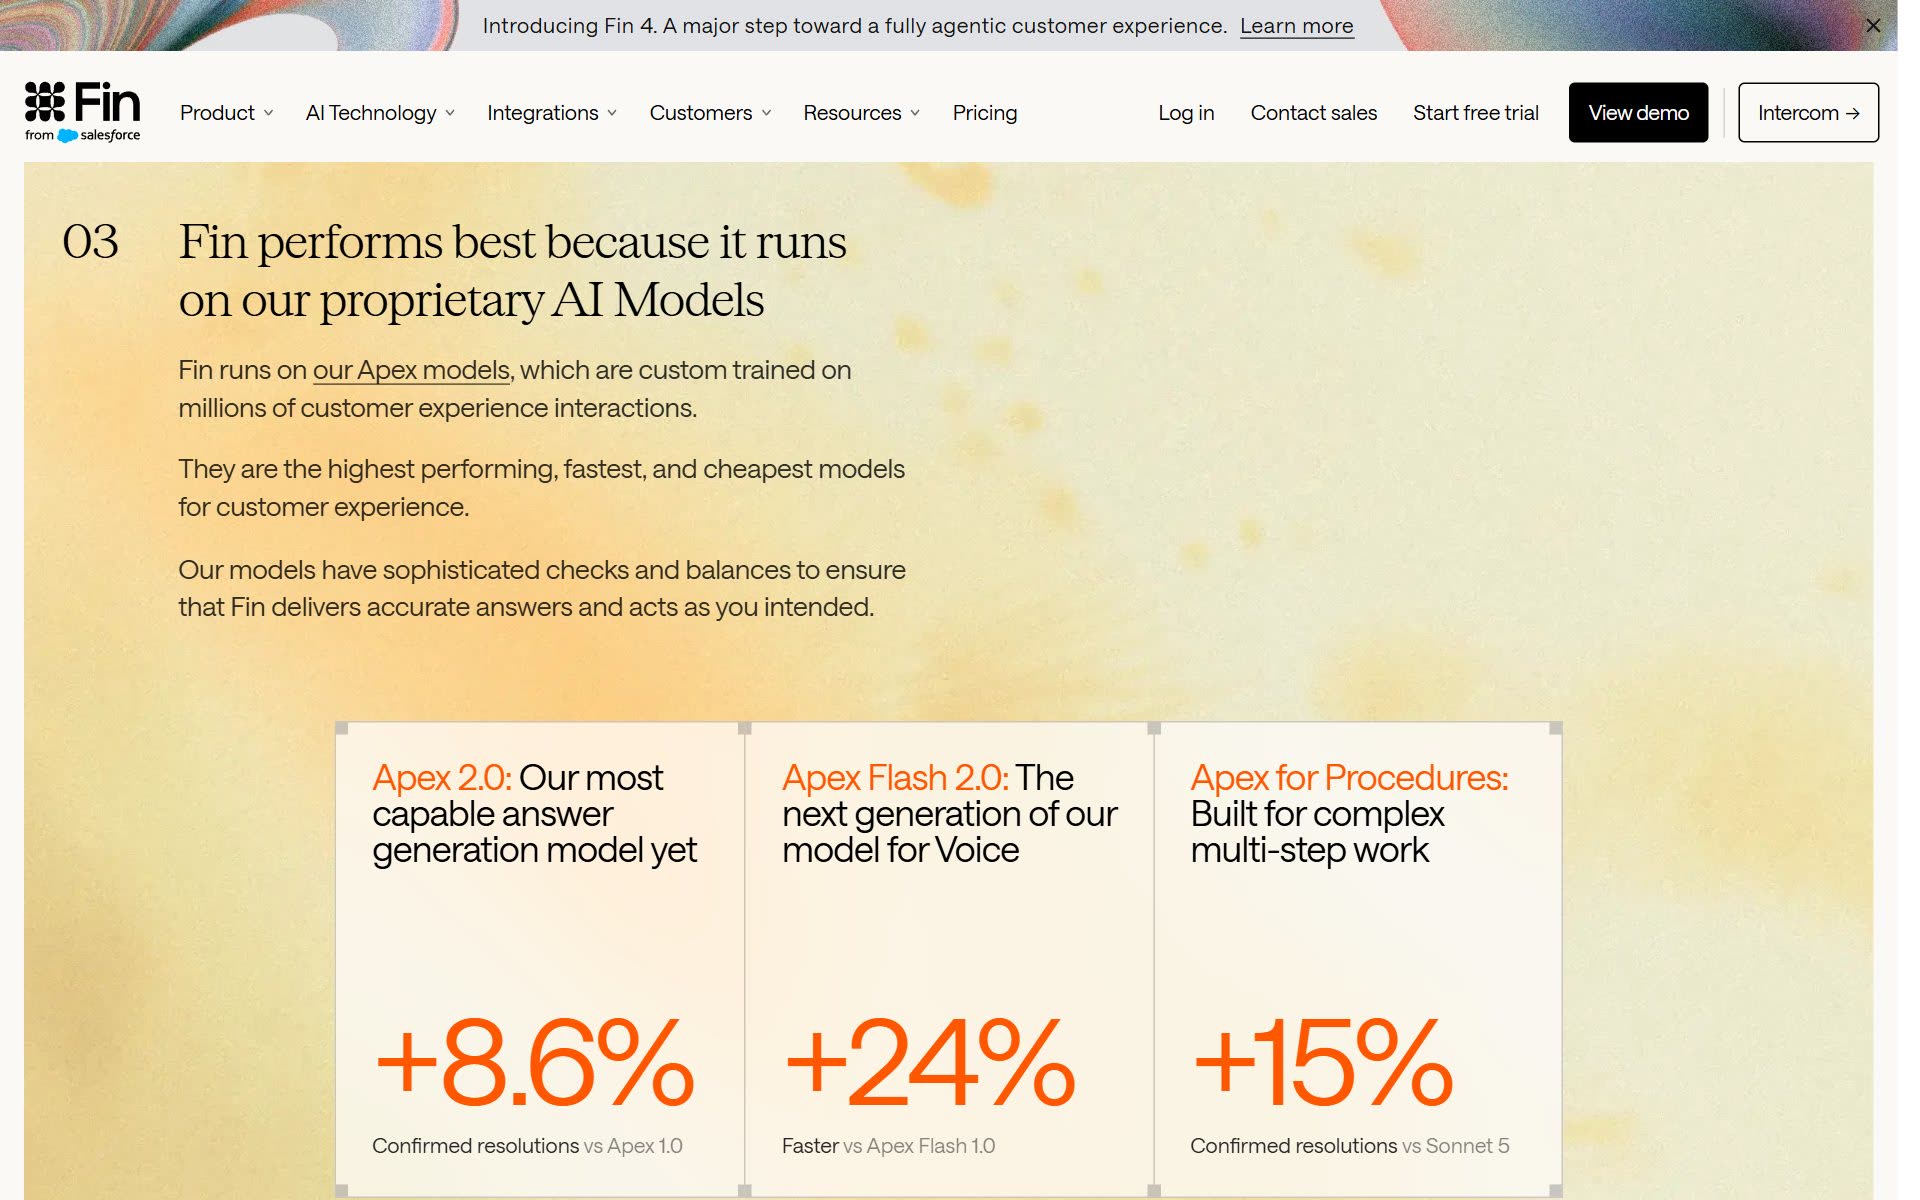 Introducing Fin 4. A major step toward a fully agentic customer experience. Learn more
Fin
from salesforce
Product
AI Technology
Integrations
Customers
Resources
Pricing
Log in
Contact sales
Start free trial
View demo
Intercom →
03
Fin performs best because it runs
on our proprietary AI Models
Fin runs on our Apex models, which are custom trained on
millions of customer experience interactions.
They are the highest performing, fastest, and cheapest models
for customer experience.
Our models have sophisticated checks and balances to ensure
that Fin delivers accurate answers and acts as you intended.
Apex 2.0: Our most
capable answer
generation model yet
+8.6%
Confirmed resolutions vs Apex 1.0
Apex Flash 2.0: The
next generation of our
model for Voice
+24%
Faster vs Apex Flash 1.0
Apex for Procedures:
Built for complex
multi-step work
+15%
Confirmed resolutions vs Sonnet 5